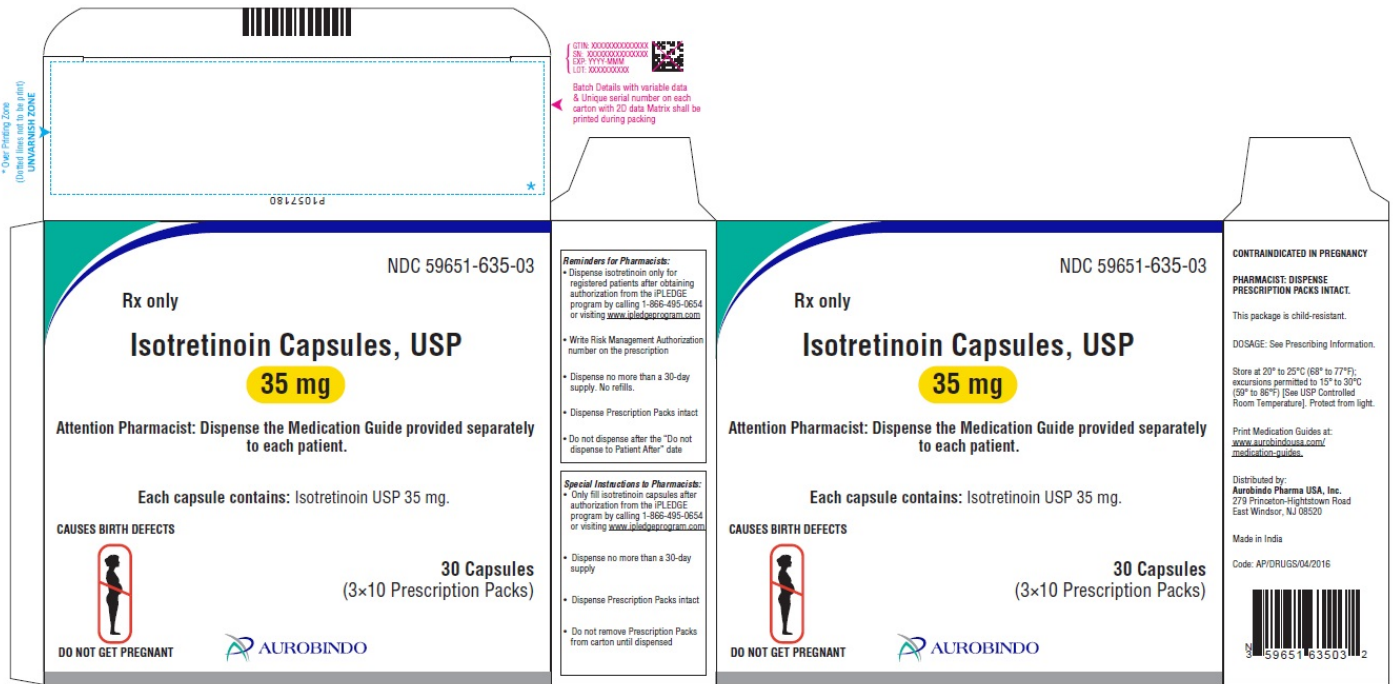 * Over Printing Zone
(Dotted lines not to be print)
UNVARNISH ZONE
*
P1057180
GTIN: XXXXXXXXXXXXXX
SN: XXXXXXXXXXXXXXX
EXP: YYYY-MMM
LOT: XXXXXXXXXX
Batch Details with variable data
& Unique serial number on each
carton with 2D data Matrix shall be
printed during packing
NDC 59651-635-03
Rx only
Isotretinoin Capsules, USP
35 mg
Attention Pharmacist: Dispense the Medication Guide provided separately
to each patient.
Each capsule contains: Isotretinoin USP 35 mg.
CAUSES BIRTH DEFECTS
30 Capsules
(3×10 Prescription Packs)
DO NOT GET PREGNANT
AUROBINDO
Reminders for Pharmacists:
• Dispense isotretinoin only for
registered patients after obtaining
authorization from the iPLEDGE
program by calling 1-866-495-0654
or visiting www.ipledgeprogram.com
• Write Risk Management Authorization
number on the prescription
• Dispense no more than a 30-day
supply. No refills.
• Dispense Prescription Packs intact
• Do not dispense after the "Do not
dispense to Patient After" date
Special Instructions to Pharmacists:
• Only fill isotretinoin capsules after
authorization from the iPLEDGE
program by calling 1-866-495-0654
or visiting www.ipledgeprogram.com
• Dispense no more than a 30-day
supply
• Dispense Prescription Packs intact
• Do not remove Prescription Packs
from carton until dispensed
NDC 59651-635-03
Rx only
Isotretinoin Capsules, USP
35 mg
Attention Pharmacist: Dispense the Medication Guide provided separately
to each patient.
Each capsule contains: Isotretinoin USP 35 mg.
CAUSES BIRTH DEFECTS
30 Capsules
(3×10 Prescription Packs)
DO NOT GET PREGNANT
AUROBINDO
CONTRAINDICATED IN PREGNANCY
PHARMACIST: DISPENSE
PRESCRIPTION PACKS INTACT.
This package is child-resistant.
DOSAGE: See Prescribing Information.
Store at 20° to 25°C (68° to 77°F);
excursions permitted to 15° to 30°C
(59° to 86°F) [See USP Controlled
Room Temperature]. Protect from light.
Print Medication Guides at:
www.aurobindousa.com/
medication-guides.
Distributed by:
Aurobindo Pharma USA, Inc.
279 Princeton-Hightstown Road
East Windsor, NJ 08520
Made in India
Code: AP/DRUGS/04/2016
N
3 59651 63503 2